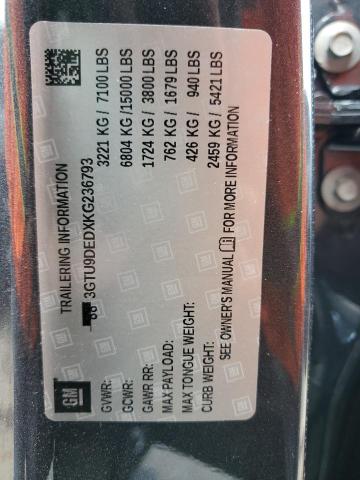 GM
TRAILERING INFORMATION
3GTU9DEDXKG236793
GVWR: 3221 KG / 7100 LBS
GCWR: 6804 KG/15000 LBS
GAWR RR: 1724 KG / 3800 LBS
MAX PAYLOAD: 762 KG / 1679 LBS
MAX TONGUE WEIGHT: 426 KG / 940 LBS
CURB WEIGHT: 2459 KG / 5421 LBS
SEE OWNER'S MANUAL FOR MORE INFORMATION